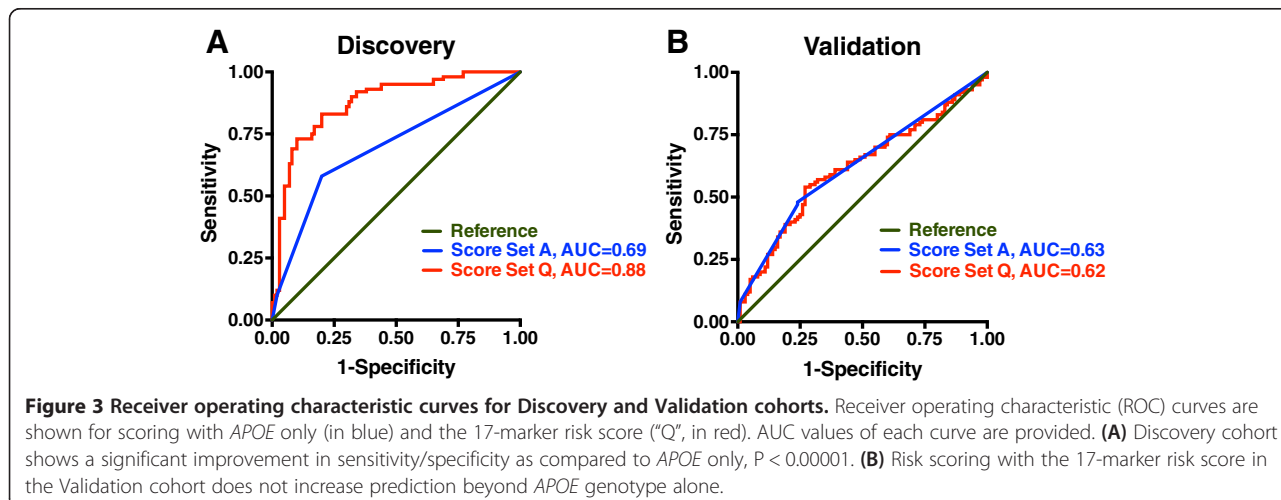 A
Discovery
1.00
0.75
0.50
0.25
0.00
Sensitivity
0.00 0.25 0.50 0.75 1.00
1-Specificity
Reference
Score Set A, AUC=0.69
Score Set Q, AUC=0.88
B
Validation
1.00
0.75
0.50
0.25
0.00
Sensitivity
0.00 0.25 0.50 0.75 1.00
1-Specificity
Reference
Score Set A, AUC=0.63
Score Set Q, AUC=0.62
Figure 3 Receiver operating characteristic curves for Discovery and Validation cohorts. Receiver operating characteristic (ROC) curves are
shown for scoring with APOE only (in blue) and the 17-marker risk score (“Q”, in red). AUC values of each curve are provided. (A) Discovery cohort
shows a significant improvement in sensitivity/specificity as compared to APOE only, P < 0.00001. (B) Risk scoring with the 17-marker risk score in
the Validation cohort does not increase prediction beyond APOE genotype alone.